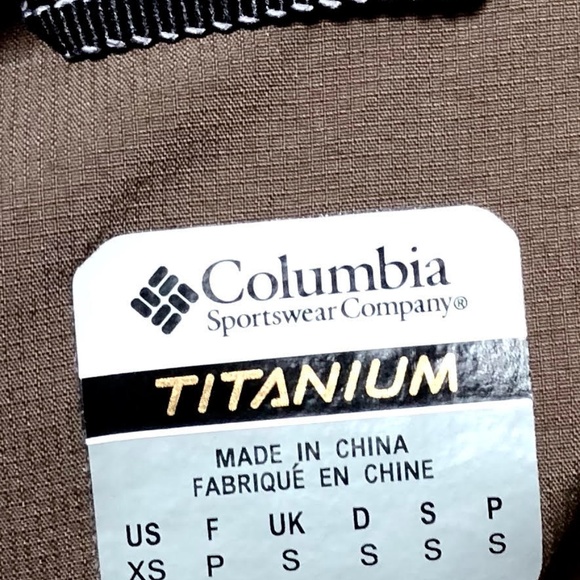 Columbia
Sportswear Company®
TITANIUM
MADE IN CHINA
FABRIQUÉ EN CHINE
US F UK D S P
XS P S S S S